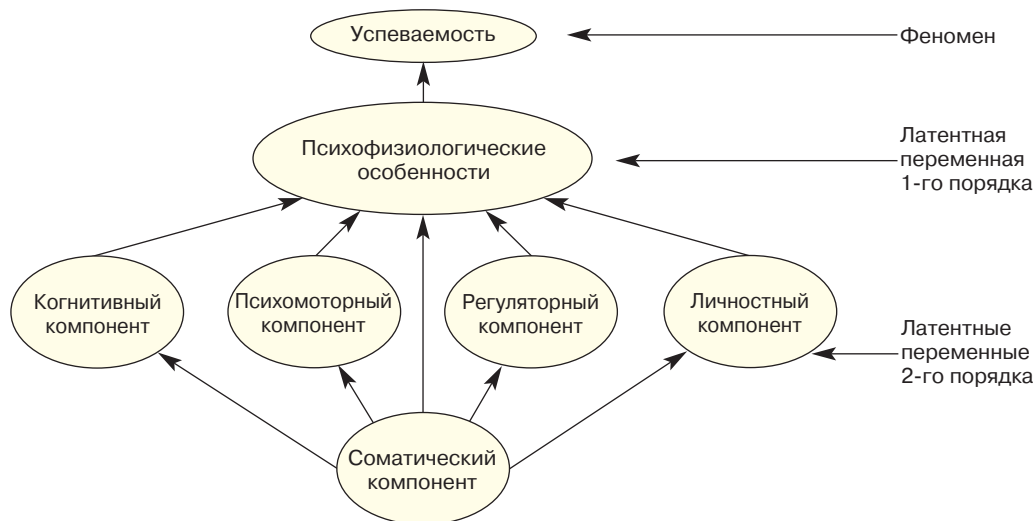 Успеваемость
Феномен
Психофизиологические
особенности
Латентная
переменная
1-го порядка
Когнитивный
компонент
Психомоторный
компонент
Регуляторный
компонент
Личностный
компонент
Латентные
переменные
2-го порядка
Соматический
компонент